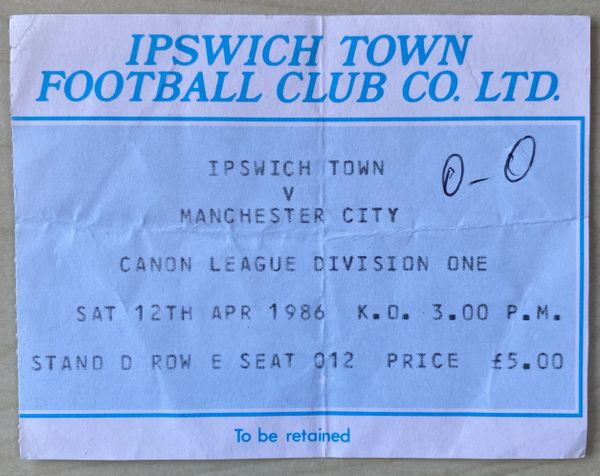 IPSWICH TOWN
FOOTBALL CLUB CO. LTD.
IPSWICH TOWN
V
MANCHESTER CITY
0-0
CANON LEAGUE DIVISION ONE
SAT 12TH APR 1986 K.O. 3.00 P.M.
STAND D ROW E SEAT 012 PRICE £5.00
To be retained